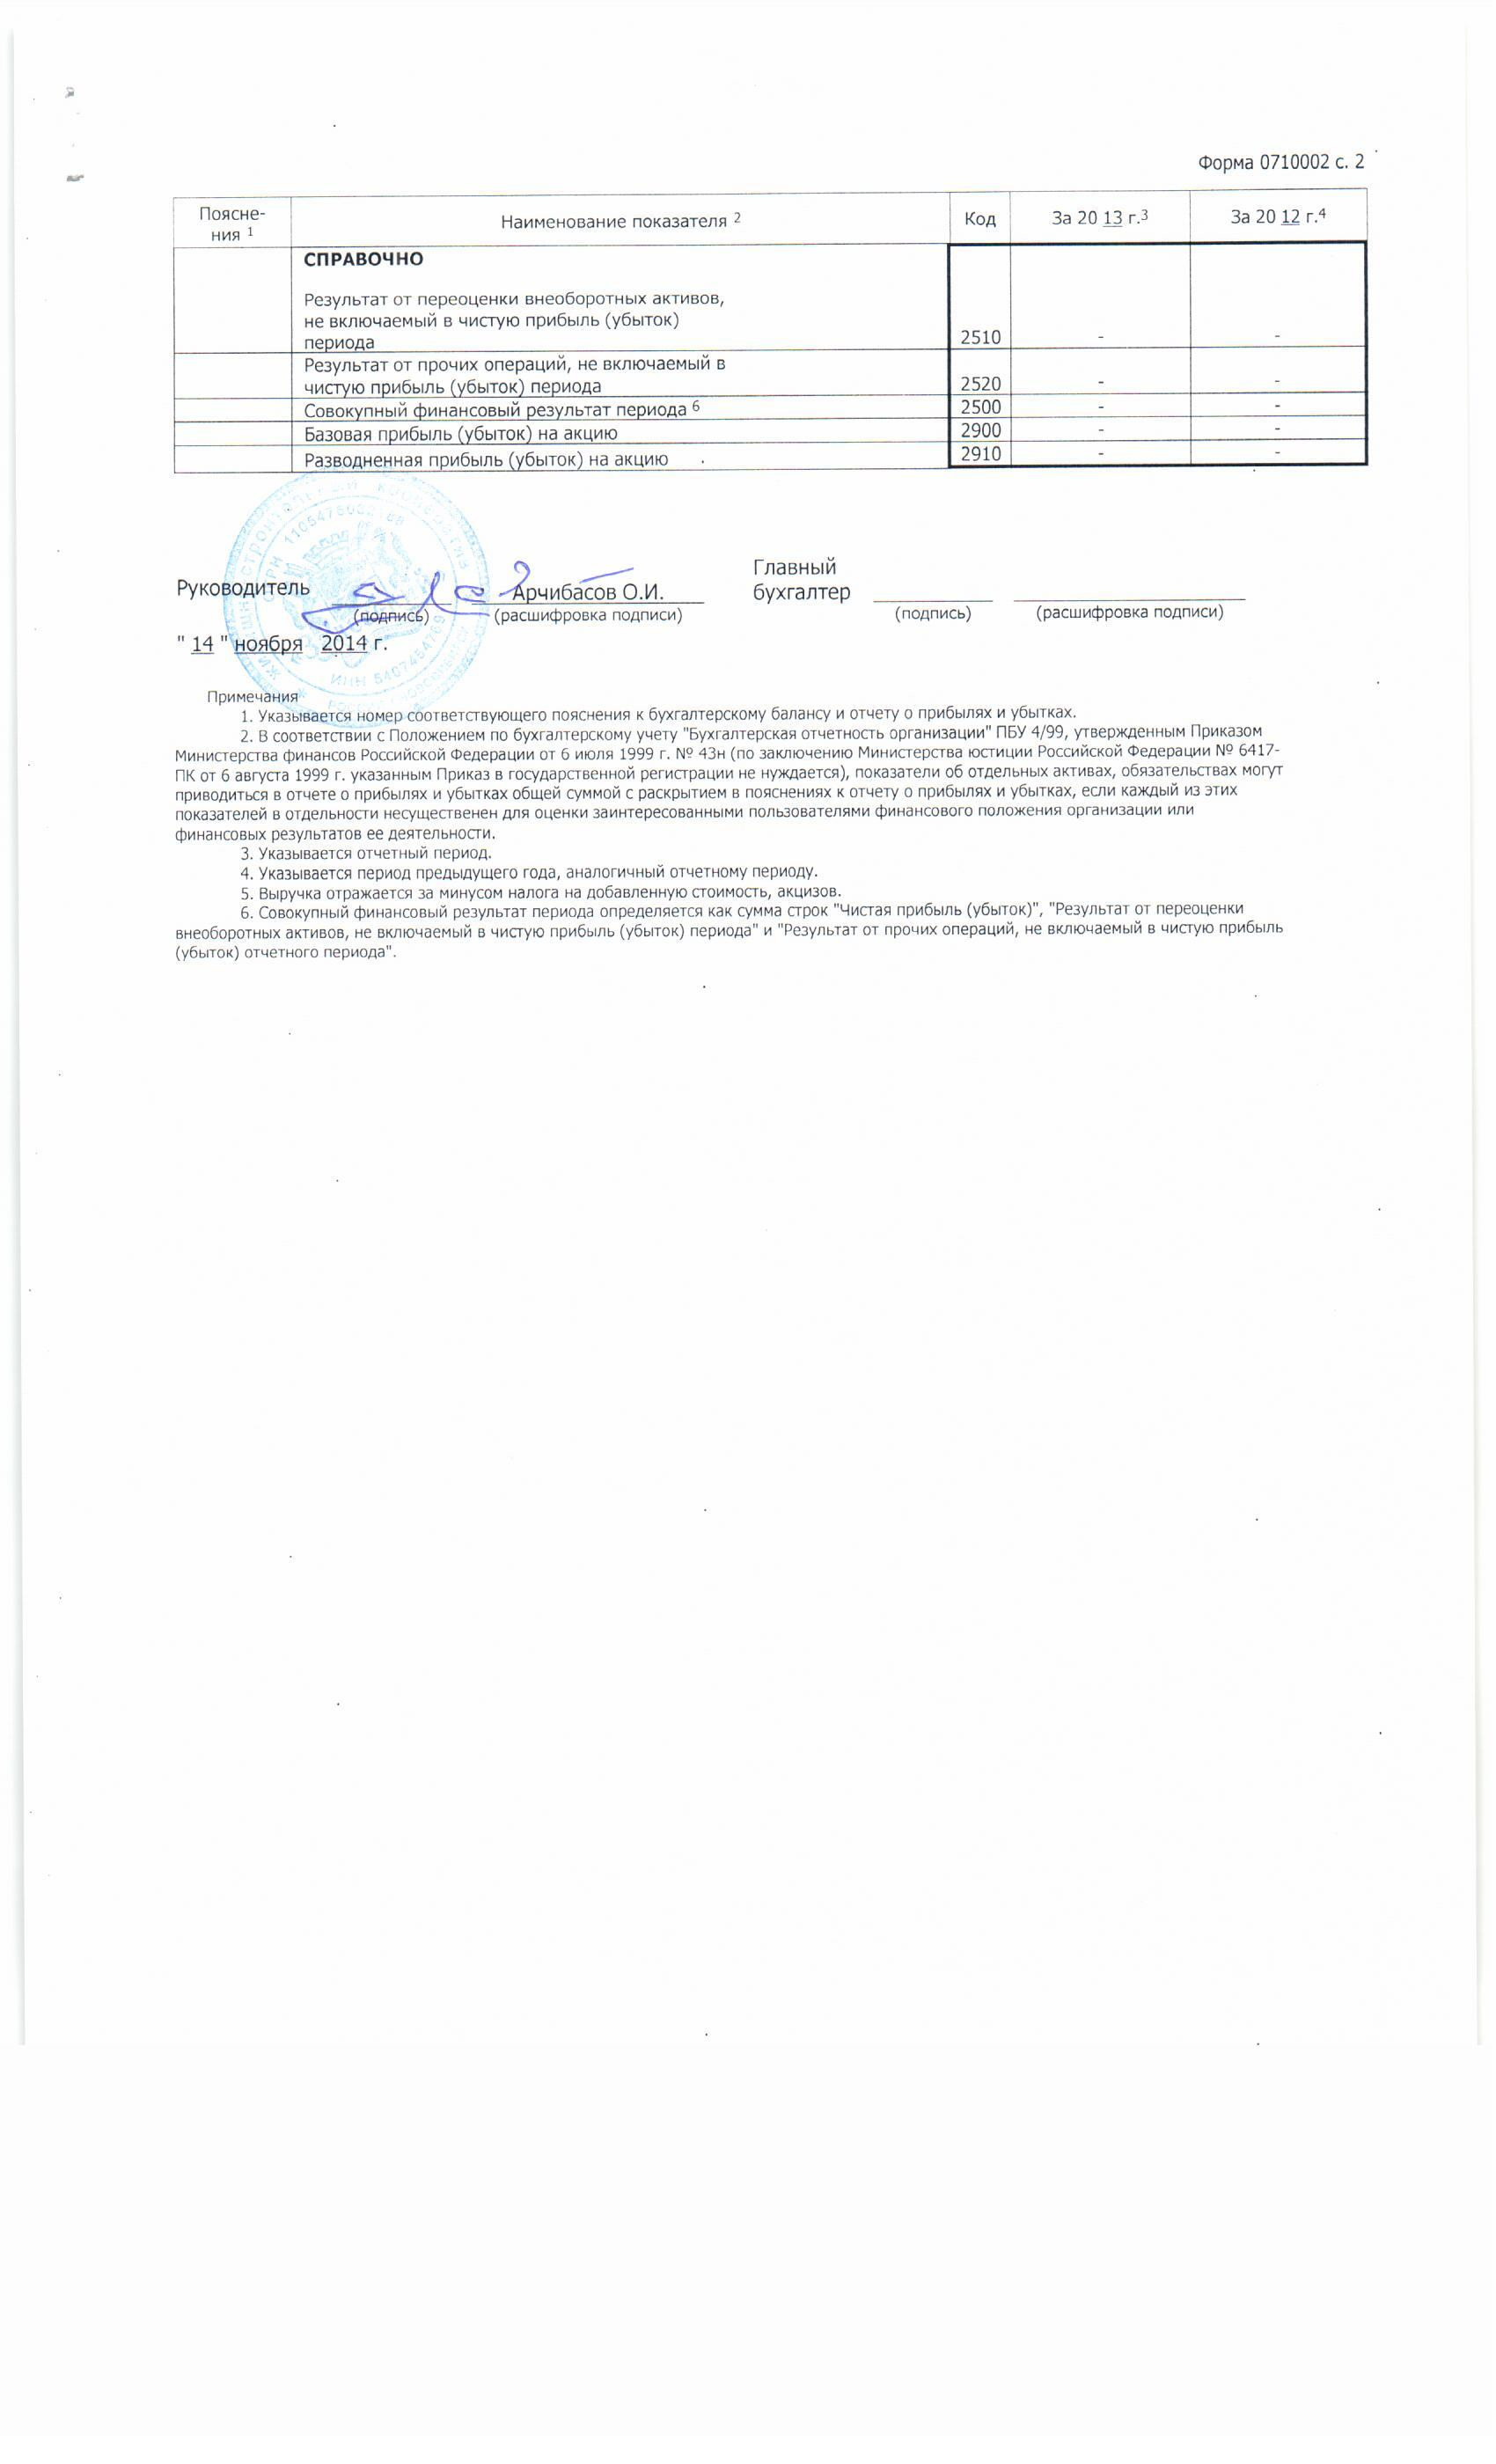 Форма 0710002 с. 2
Поясне-
ния 1
Наименование показателя 2
Код
За 20 13 г.3
За 20 12 г.4
СПРАВОЧНО
Результат от переоценки внеоборотных активов,
не включаемый в чистую прибыль (убыток)
периода
2510 - -
Результат от прочих операций, не включаемый в
чистую прибыль (убыток) периода
2520 - -
Совокупный финансовый результат периода 6 2500 - -
Базовая прибыль (убыток) на акцию 2900 - -
Разводненная прибыль (убыток) на акцию 2910 - -
Руководитель Арчибасов О.И.
(подпись) (расшифровка подписи)
Главный
бухгалтер
(подпись) (расшифровка подписи)
" 14 " ноября 2014 г.
Примечания
1. Указывается номер соответствующего пояснения к бухгалтерскому балансу и отчету о прибылях и убытках.
2. В соответствии с Положением по бухгалтерскому учету "Бухгалтерская отчетность организации" ПБУ 4/99, утвержденным Приказом
Министерства финансов Российской Федерации от 6 июля 1999 г. № 43н (по заключению Министерства юстиции Российской Федерации № 6417-
ПК от 6 августа 1999 г. указанным Приказ в государственной регистрации не нуждается), показатели об отдельных активах, обязательствах могут
приводиться в отчете о прибылях и убытках общей суммой с раскрытием в пояснениях к отчету о прибылях и убытках, если каждый из этих
показателей в отдельности несущественен для оценки заинтересованными пользователями финансового положения организации или
финансовых результатов ее деятельности.
3. Указывается отчетный период.
4. Указывается период предыдущего года, аналогичный отчетному периоду.
5. Выручка отражается за минусом налога на добавленную стоимость, акцизов.
6. Совокупный финансовый результат периода определяется как сумма строк "Чистая прибыль (убыток)", "Результат от переоценки
внеоборотных активов, не включаемый в чистую прибыль (убыток) периода" и "Результат от прочих операций, не включаемый в чистую прибыль
(убыток) отчетного периода".